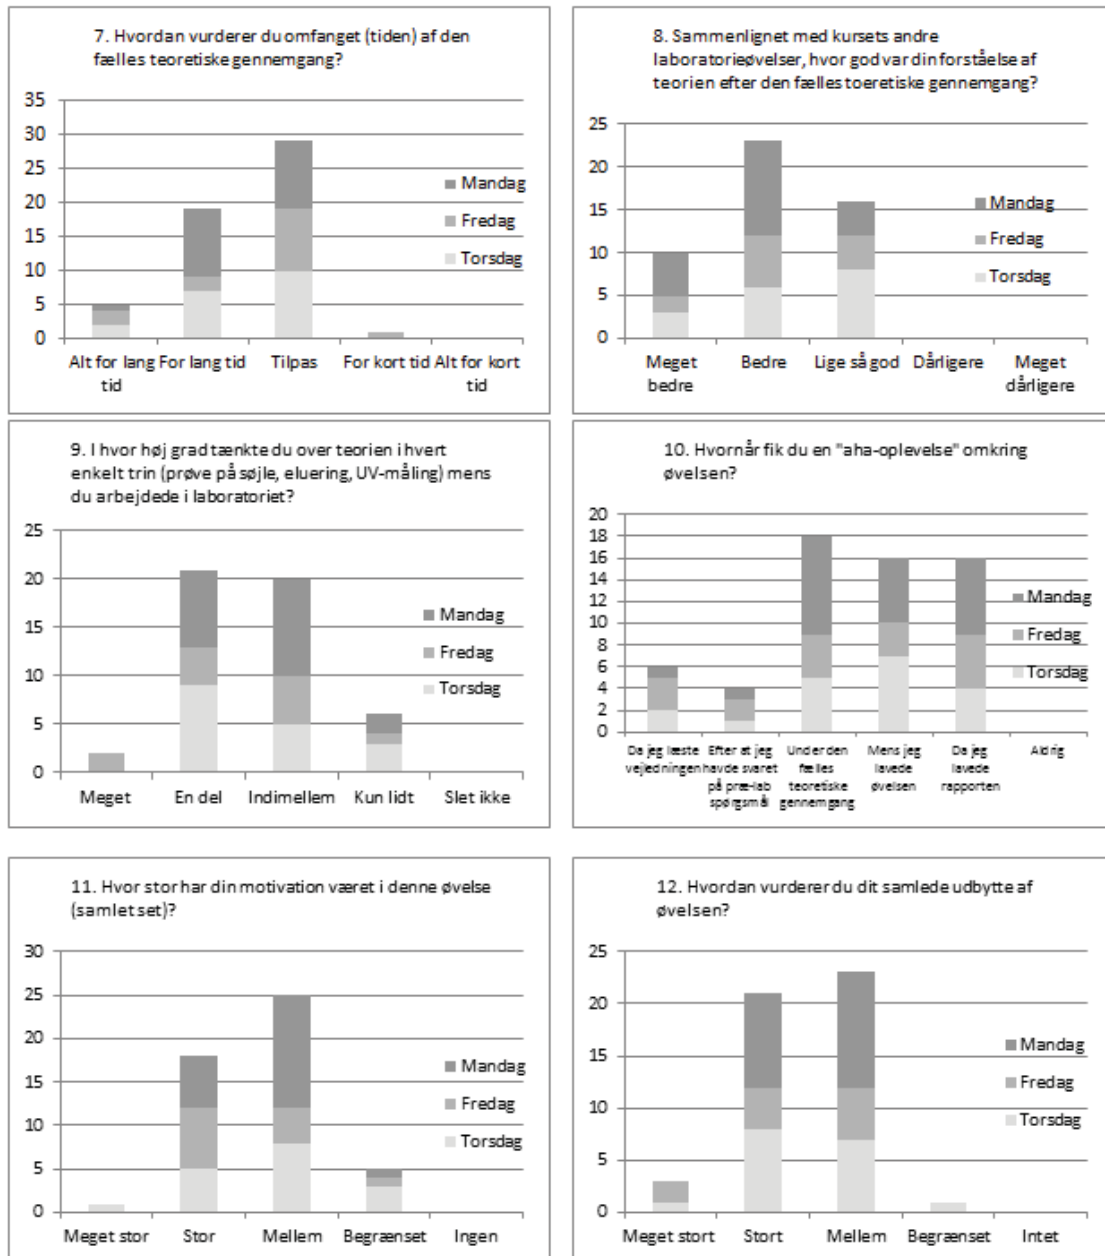 7. Hvordan vurderer du omfanget (tiden) af den
fælles teoretiske gennemgang?
35
30
25
20
15
10
5
0
Mandag
Fredag
Torsdag
Alt for lang For lang tid Tilpas For kort tid Alt for kort
tid tid
8. Sammenlignet med kursets andre
laboratorieøvelser, hvor god var din forståelse af
teorien efter den fælles toeretiske gennemgang?
25
20
15
10
5
0
Mandag
Fredag
Torsdag
Meget Bedre Lige så god Dårligere Meget
bedre dårligere
9. I hvor høj grad tænkte du over teorien i hvert
enkelt trin (prøve på søjle, eluering, UV-måling) mens
du arbejdede i laboratoriet?
25
20
15
10
5
0
Mandag
Fredag
Torsdag
Meget En del Indimellem Kun lidt Slet ikke
10. Hvornår fik du en "aha-oplevelse" omkring
øvelsen?
20
18
16
14
12
10
8
6
4
2
0
Mandag
Fredag
Torsdag
Da jeg læste Efter at jeg Under den Mens jeg Da jeg Aldrig
vejledningen havde svaret fælles lavede lavede
på præ-lab teoretiske øvelsen rapporten
spørgsmål gennemgang
11. Hvor stor har din motivation været i denne øvelse
(samlet set)?
30
25
20
15
10
5
0
Mandag
Fredag
Torsdag
Meget stor Stor Mellem Begrænset Ingen
12. Hvordan vurderer du dit samlede udbytte af
øvelsen?
25
20
15
10
5
0
Mandag
Fredag
Torsdag
Meget stort Stort Mellem Begrænset Intet